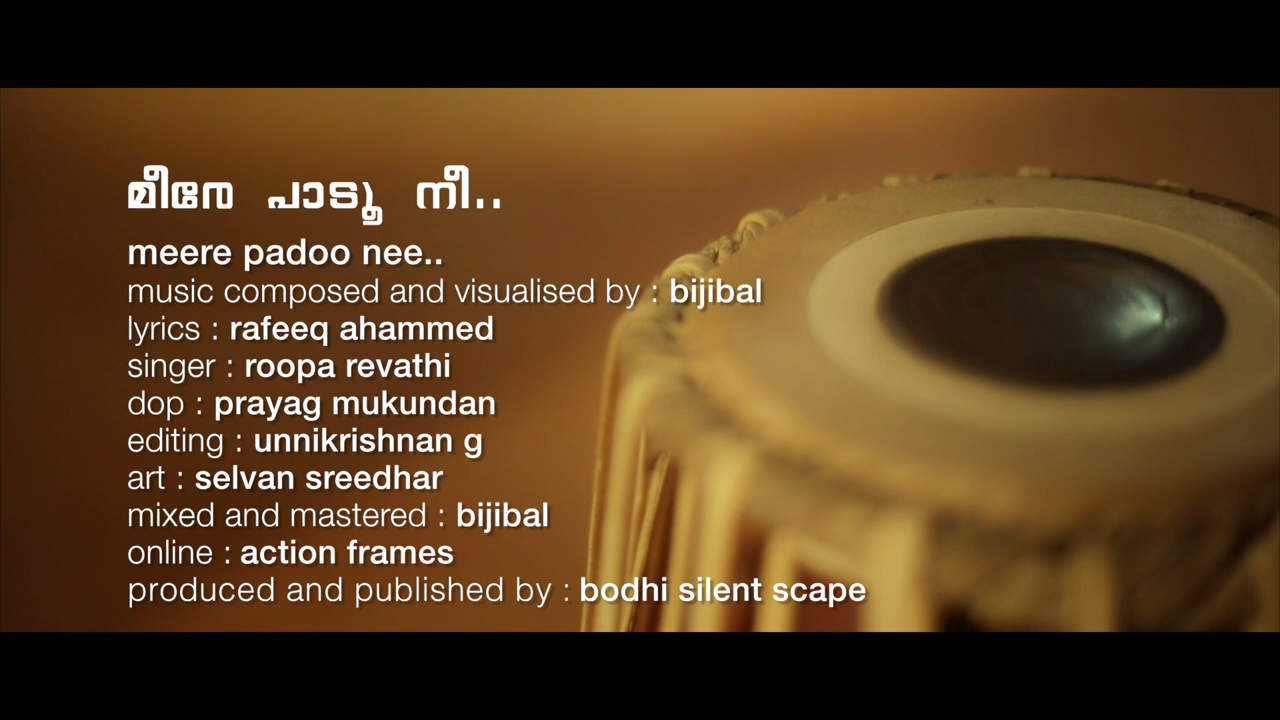 മീരേ പാടൂ നീ..
meere padoo nee..
music composed and visualised by : bijibal
lyrics : rafeeq ahammed
singer : roopa revathi
dop : prayag mukundan
editing : unnikrishnan g
art : selvan sreedhar
mixed and mastered : bijibal
online : action frames
produced and published by : bodhi silent scape